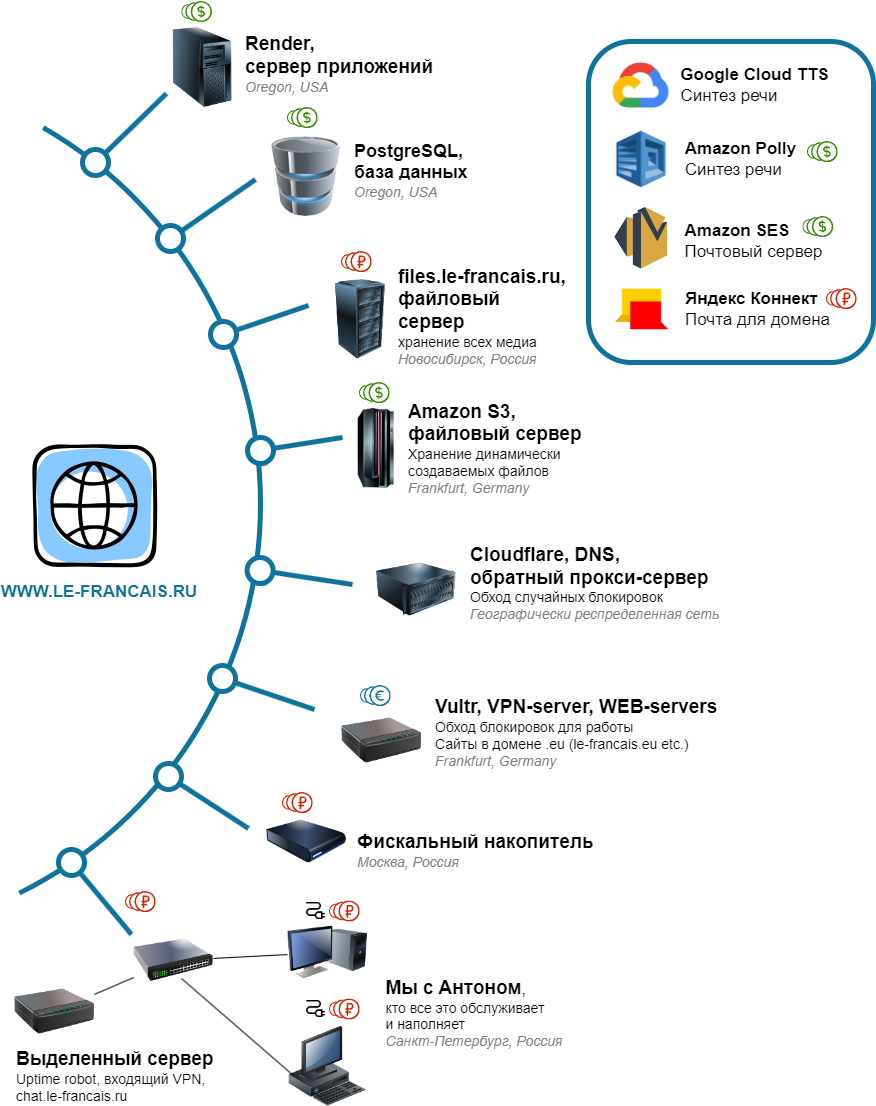 Render,
сервер приложений
Oregon, USA
PostgreSQL,
база данных
Oregon, USA
files.le-francais.ru,
файловый
сервер
хранение всех медиа
Новосибирск, Россия
Amazon S3,
файловый сервер
Хранение динамически
создаваемых файлов
Frankfurt, Germany
WWW.LE-FRANCAIS.RU
Cloudflare, DNS,
обратный прокси-сервер
Обход случайных блокировок
Географически респределенная сеть
Vultr, VPN-server, WEB-servers
Обход блокировок для работы
Сайты в домене .eu (le-francais.eu etc.)
Frankfurt, Germany
Фискальный накопитель
Москва, Россия
Мы с Антоном,
кто все это обслуживает
и наполняет
Санкт-Петербург, Россия
Выделенный сервер
Uptime robot, входящий VPN,
chat.le-francais.ru
Google Cloud TTS
Синтез речи
Amazon Polly
Синтез речи
Amazon SES
Почтовый сервер
Яндекс Коннект
Почта для домена